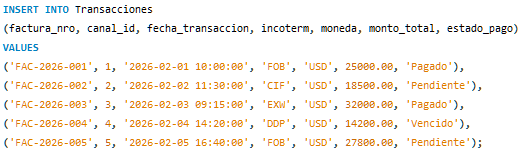 INSERT INTO Transacciones
(factura_nro, canal_id, fecha_transaccion, incoterm, moneda, monto_total, estado_pago)
VALUES
('FAC-2026-001', 1, '2026-02-01 10:00:00', 'FOB', 'USD', 25000.00, 'Pagado'),
('FAC-2026-002', 2, '2026-02-02 11:30:00', 'CIF', 'USD', 18500.00, 'Pendiente'),
('FAC-2026-003', 3, '2026-02-03 09:15:00', 'EXW', 'USD', 32000.00, 'Pagado'),
('FAC-2026-004', 4, '2026-02-04 14:20:00', 'DDP', 'USD', 14200.00, 'Vencido'),
('FAC-2026-005', 5, '2026-02-05 16:40:00', 'FOB', 'USD', 27800.00, 'Pendiente');